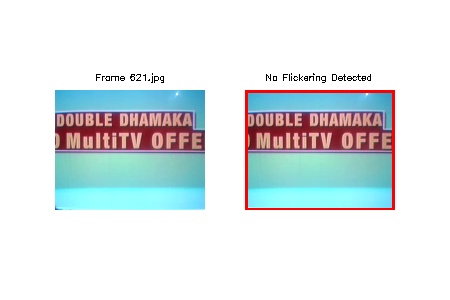 Frame 621.jpg
No Flickering Detected
DOUBLE DHAMAKA
MultiTV OFFE
DOUBLE DHAMAKA
MultiTV OFFE